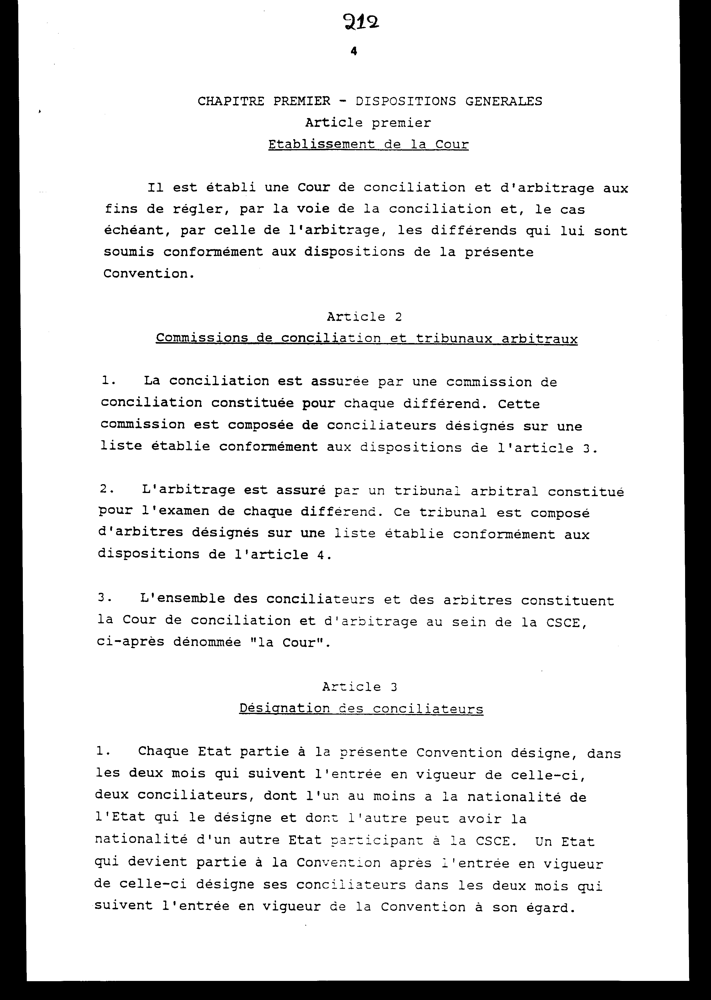 212
4
CHAPITRE PREMIER - DISPOSITIONS GENERALES
Article premier
Etablissement de la Cour
Il est établi une Cour de conciliation et d'arbitrage aux
fins de régler, par la voie de la conciliation et, le cas
échéant, par celle de l'arbitrage, les différends qui lui sont
soumis conformément aux dispositions de la présente
Convention.
Article 2
Commissions de conciliation et tribunaux arbitraux
1. La conciliation est assurée par une commission de
conciliation constituée pour chaque différend. Cette
commission est composée de conciliateurs désignés sur une
liste établie conformément aux dispositions de l'article 3.
2. L'arbitrage est assuré par un tribunal arbitral constitué
pour l'examen de chaque différend. Ce tribunal est composé
d'arbitres désignés sur une liste établie conformément aux
dispositions de l'article 4.
3. L'ensemble des conciliateurs et des arbitres constituent
la Cour de conciliation et d'arbitrage au sein de la CSCE,
ci-après dénommée "la Cour".
Article 3
Désignation des conciliateurs
1. Chaque Etat partie à la présente Convention désigne, dans
les deux mois qui suivent l'entrée en vigueur de celle-ci,
deux conciliateurs, dont l'un au moins a la nationalité de
l'Etat qui le désigne et dont l'autre peut avoir la
nationalité d'un autre Etat participant à la CSCE. Un Etat
qui devient partie à la Convention après l'entrée en vigueur
de celle-ci désigne ses conciliateurs dans les deux mois qui
suivent l'entrée en vigueur de la Convention à son égard.